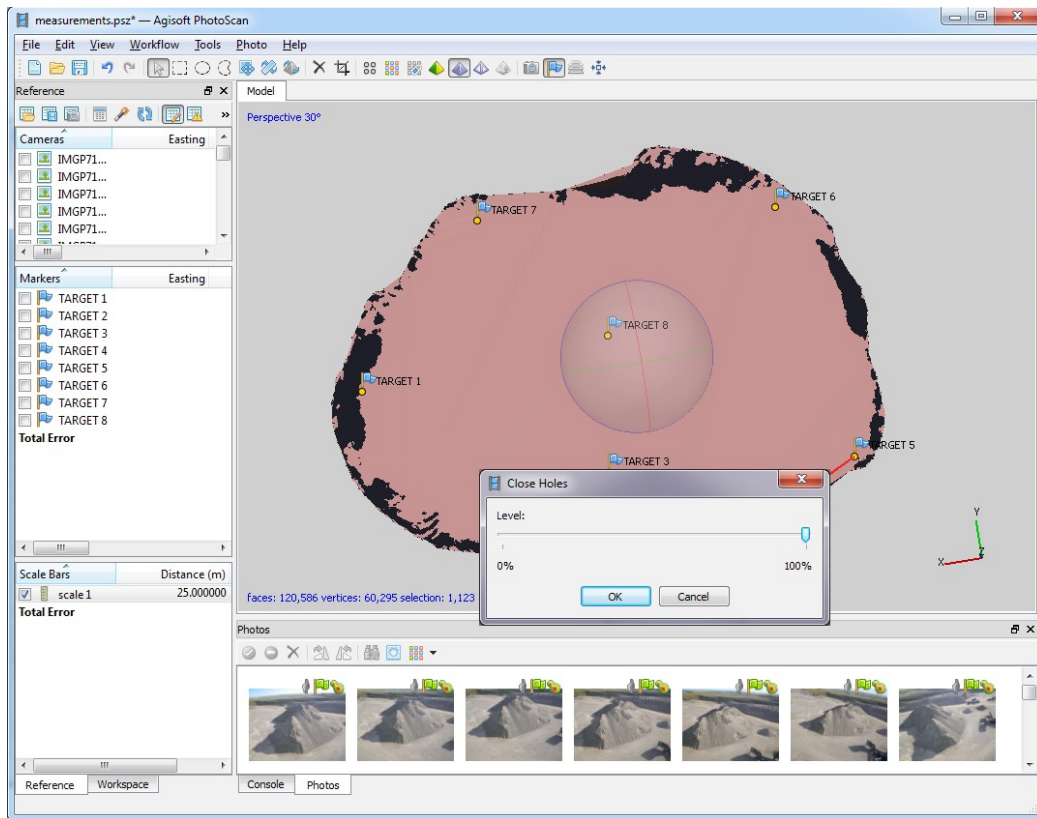 measurements.psz* — Agisoft PhotoScan
File Edit View Workflow Tools Photo Help
Reference
Model
»
Cameras Easting
IMGP71...
IMGP71...
IMGP71...
IMGP71...
IMGP71...
Markers Easting
TARGET 1
TARGET 2
TARGET 3
TARGET 4
TARGET 5
TARGET 6
TARGET 7
TARGET 8
Total Error
Scale Bars Distance (m)
scale 1 25.000000
Total Error
Reference Workspace
Perspective 30°
TARGET 7
TARGET 6
TARGET 8
TARGET 1
TARGET 5
TARGET 3
Y
X
Z
faces: 120,586 vertices: 60,295 selection: 1,123
Close Holes
Level:
0% 100%
OK Cancel
Photos
Console Photos